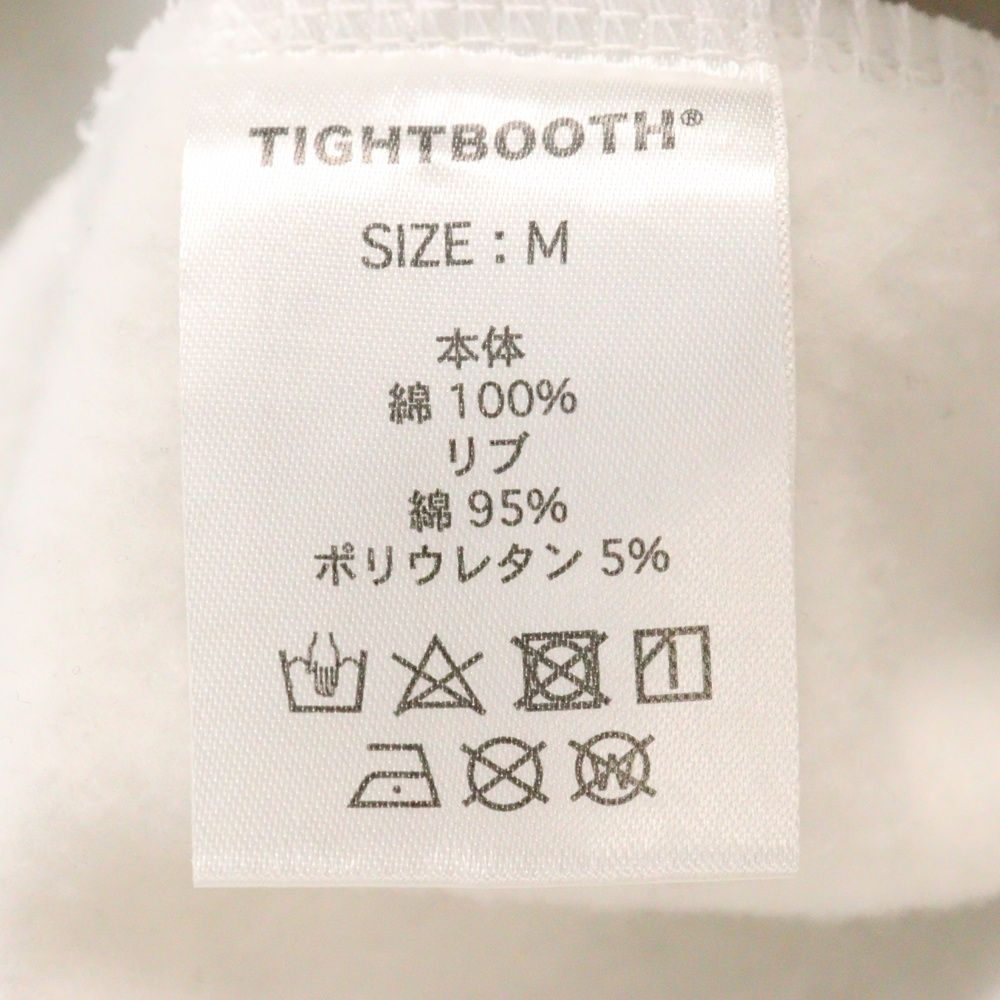 TIGHTBOOTH®
SIZE : M
本体
綿 100%
リブ
綿 95%
ポリウレタン 5%
W